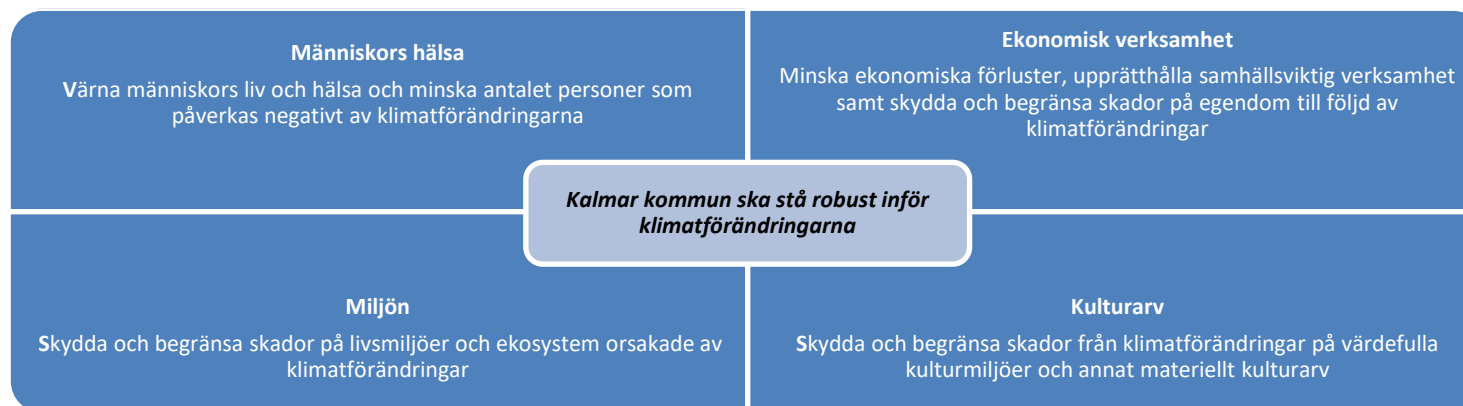 Människors hälsa
Värna människors liv och hälsa och minska antalet personer som
påverkas negativt av klimatförändringarna
Ekonomisk verksamhet
Minska ekonomiska förluster, upprätthålla samhällsviktig verksamhet
samt skydda och begränsa skador på egendom till följd av
klimatförändringar
Kalmar kommun ska stå robust inför
klimatförändringarna
Miljön
Skydda och begränsa skador på livsmiljöer och ekosystem orsakade av
klimatförändringar
Kulturarv
Skydda och begränsa skador från klimatförändringar på värdefulla
kulturmiljöer och annat materiellt kulturarv